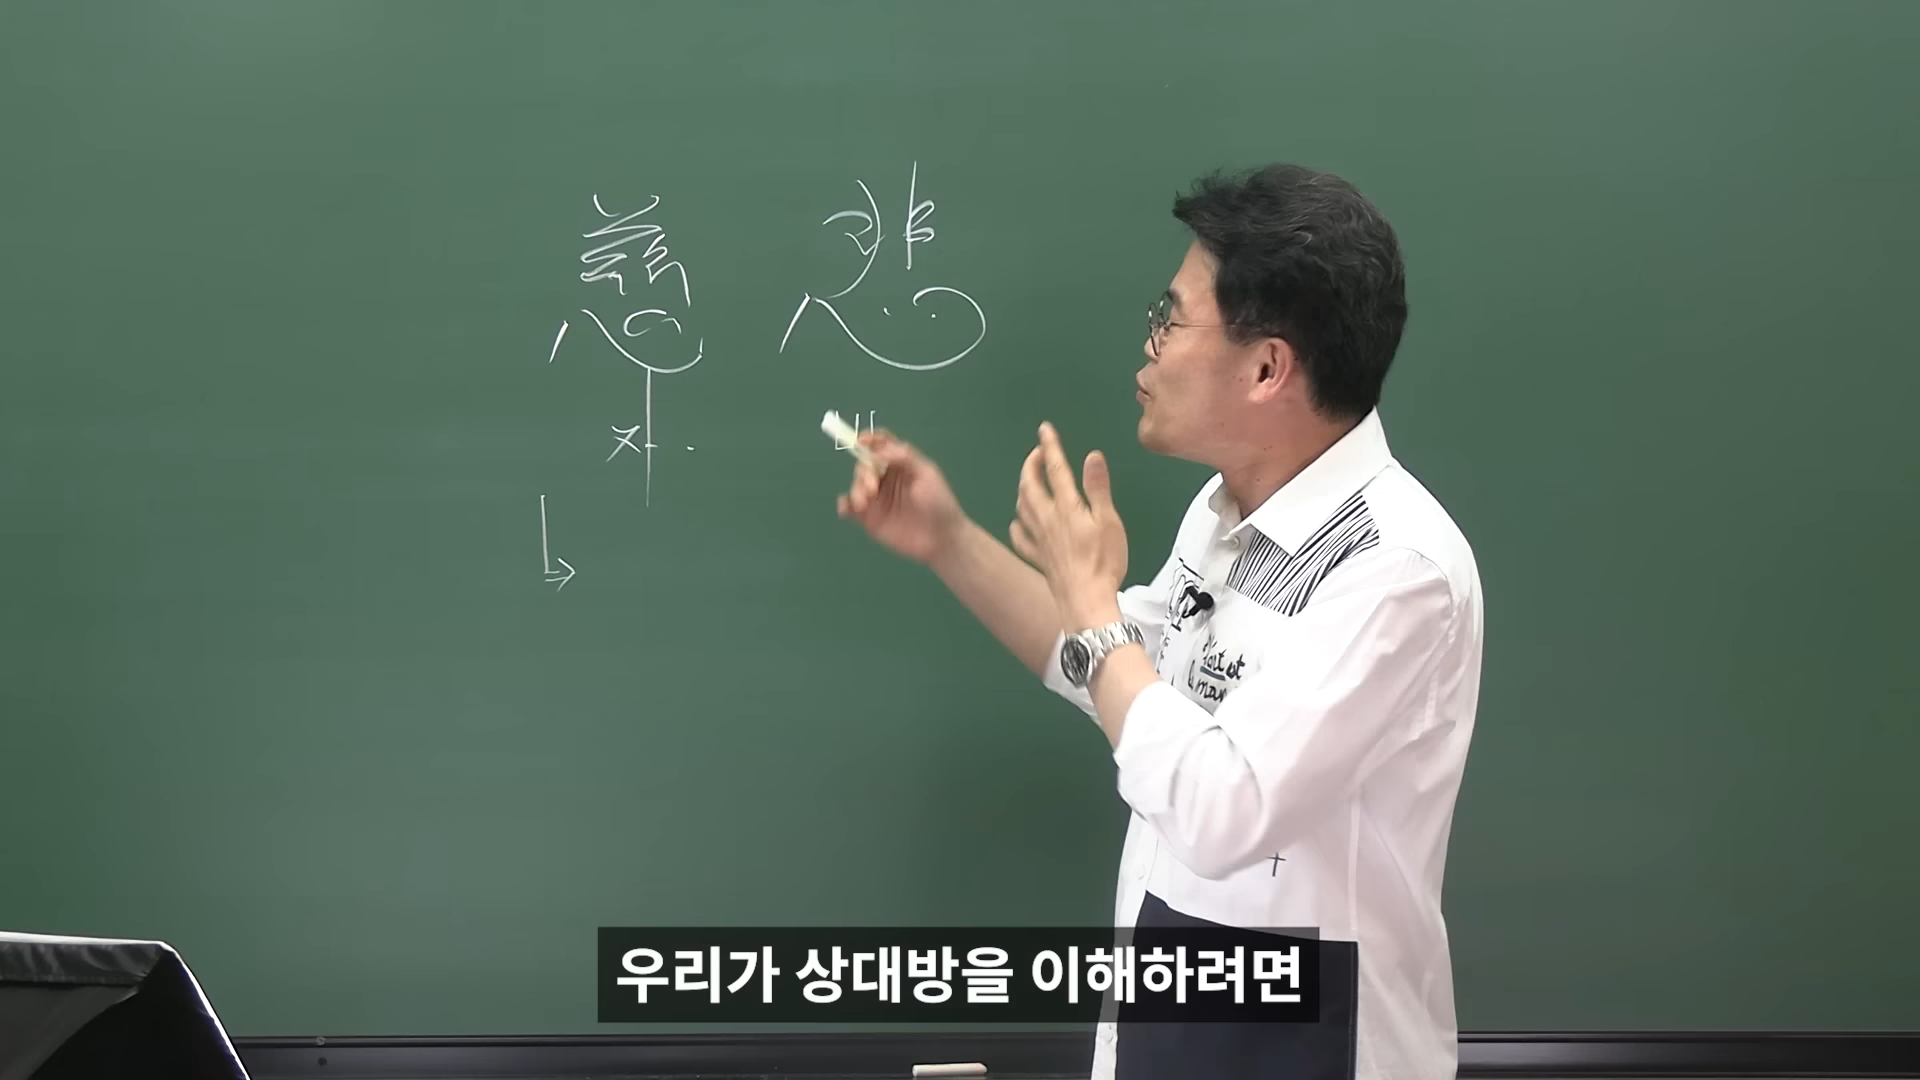 慈 悲
자. 비
우리가 상대방을 이해하려면